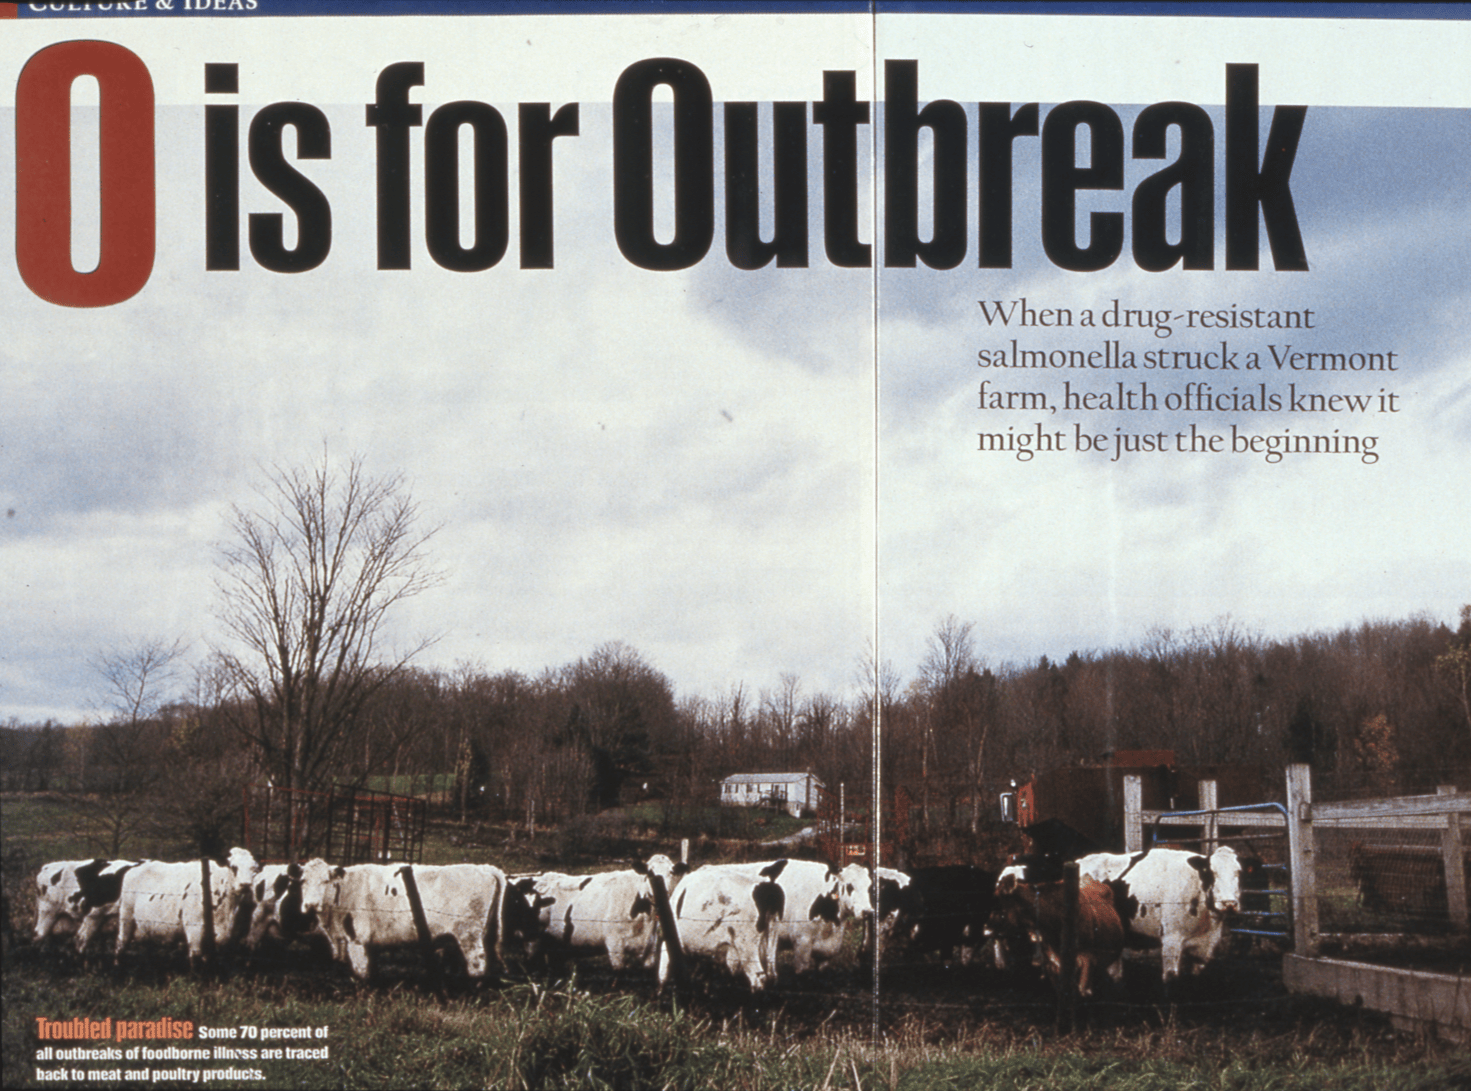 CULTURE & IDEAS
O is for Outbreak
When a drug-resistant
salmonella struck a Vermont
farm, health officials knew it
might be just the beginning
Troubled paradise Some 70 percent of
all outbreaks of foodborne illness are traced
back to meat and poultry products.